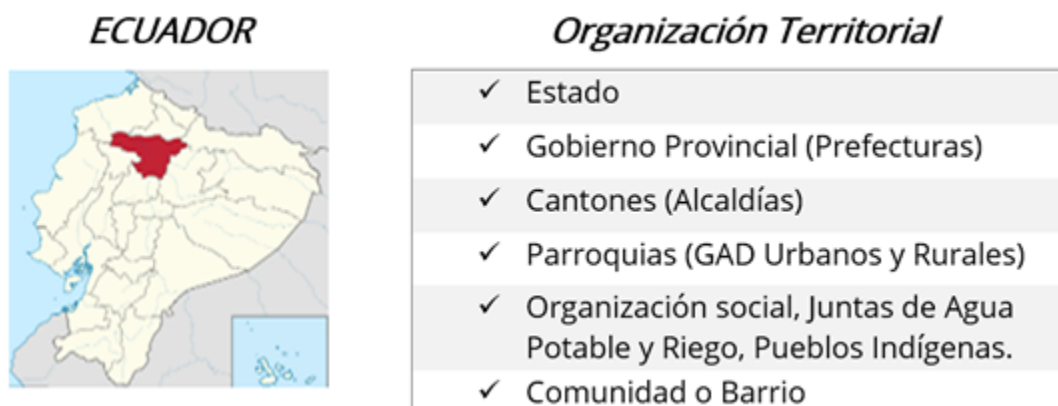 ECUADOR
Organización Territorial
✓ Estado
✓ Gobierno Provincial (Prefecturas)
✓ Cantones (Alcaldías)
✓ Parroquias (GAD Urbanos y Rurales)
✓ Organización social, Juntas de Agua
Potable y Riego, Pueblos Indígenas.
✓ Comunidad o Barrio